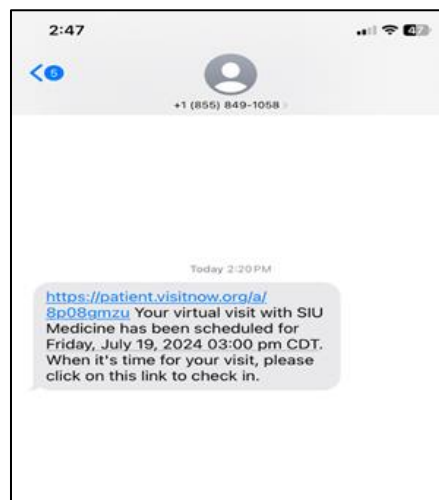 2:47
47
5
+1 (855) 849-1058
Today 2:20 PM
https://patient.visitnow.org/a/
8p08gmzu Your virtual visit with SIU
Medicine has been scheduled for
Friday, July 19, 2024 03:00 pm CDT.
When it's time for your visit, please
click on this link to check in.